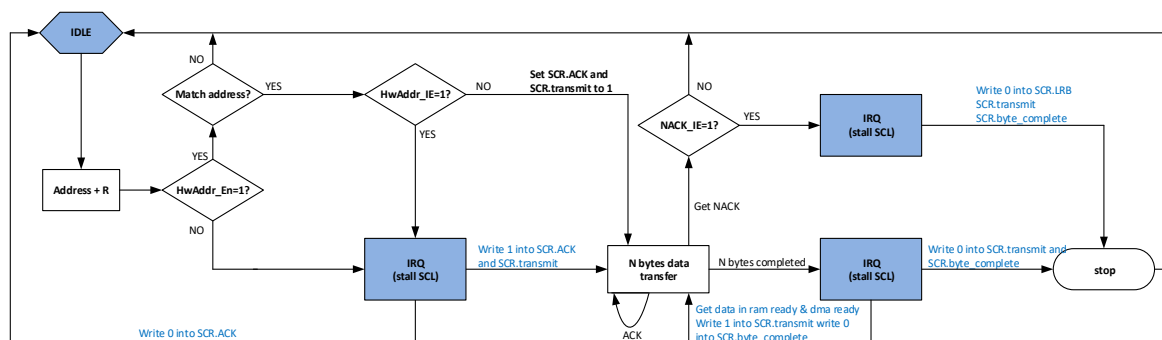 IDLE
NO
Match address?
YES
HwAddr_IE=1?
NO
Set SCR.ACK and
SCR.transmit to 1
NO
NACK_IE=1?
YES
IRQ
(stall SCL)
Write 0 into SCR.LRB
SCR.transmit
SCR.byte_complete
YES
YES
Address + R
HwAddr_En=1?
NO
Get NACK
IRQ
(stall SCL)
Write 1 into SCR.ACK
and SCR.transmit
N bytes data
transfer
N bytes completed
IRQ
(stall SCL)
Write 0 into SCR.transmit and
SCR.byte_complete
stop
Write 0 into SCR.ACK
ACK
Get data in ram ready & dma ready
Write 1 into SCR.transmit write 0
into SCR.byte_complete